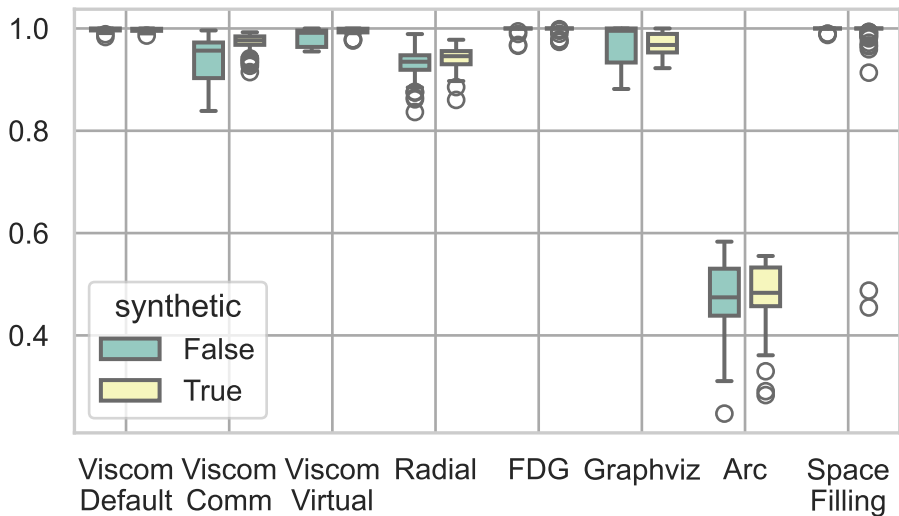 1.0
0.8
0.6
0.4
synthetic
False
True
Viscom Viscom Viscom Radial FDG Graphviz Arc Space
Default Comm Virtual Filling